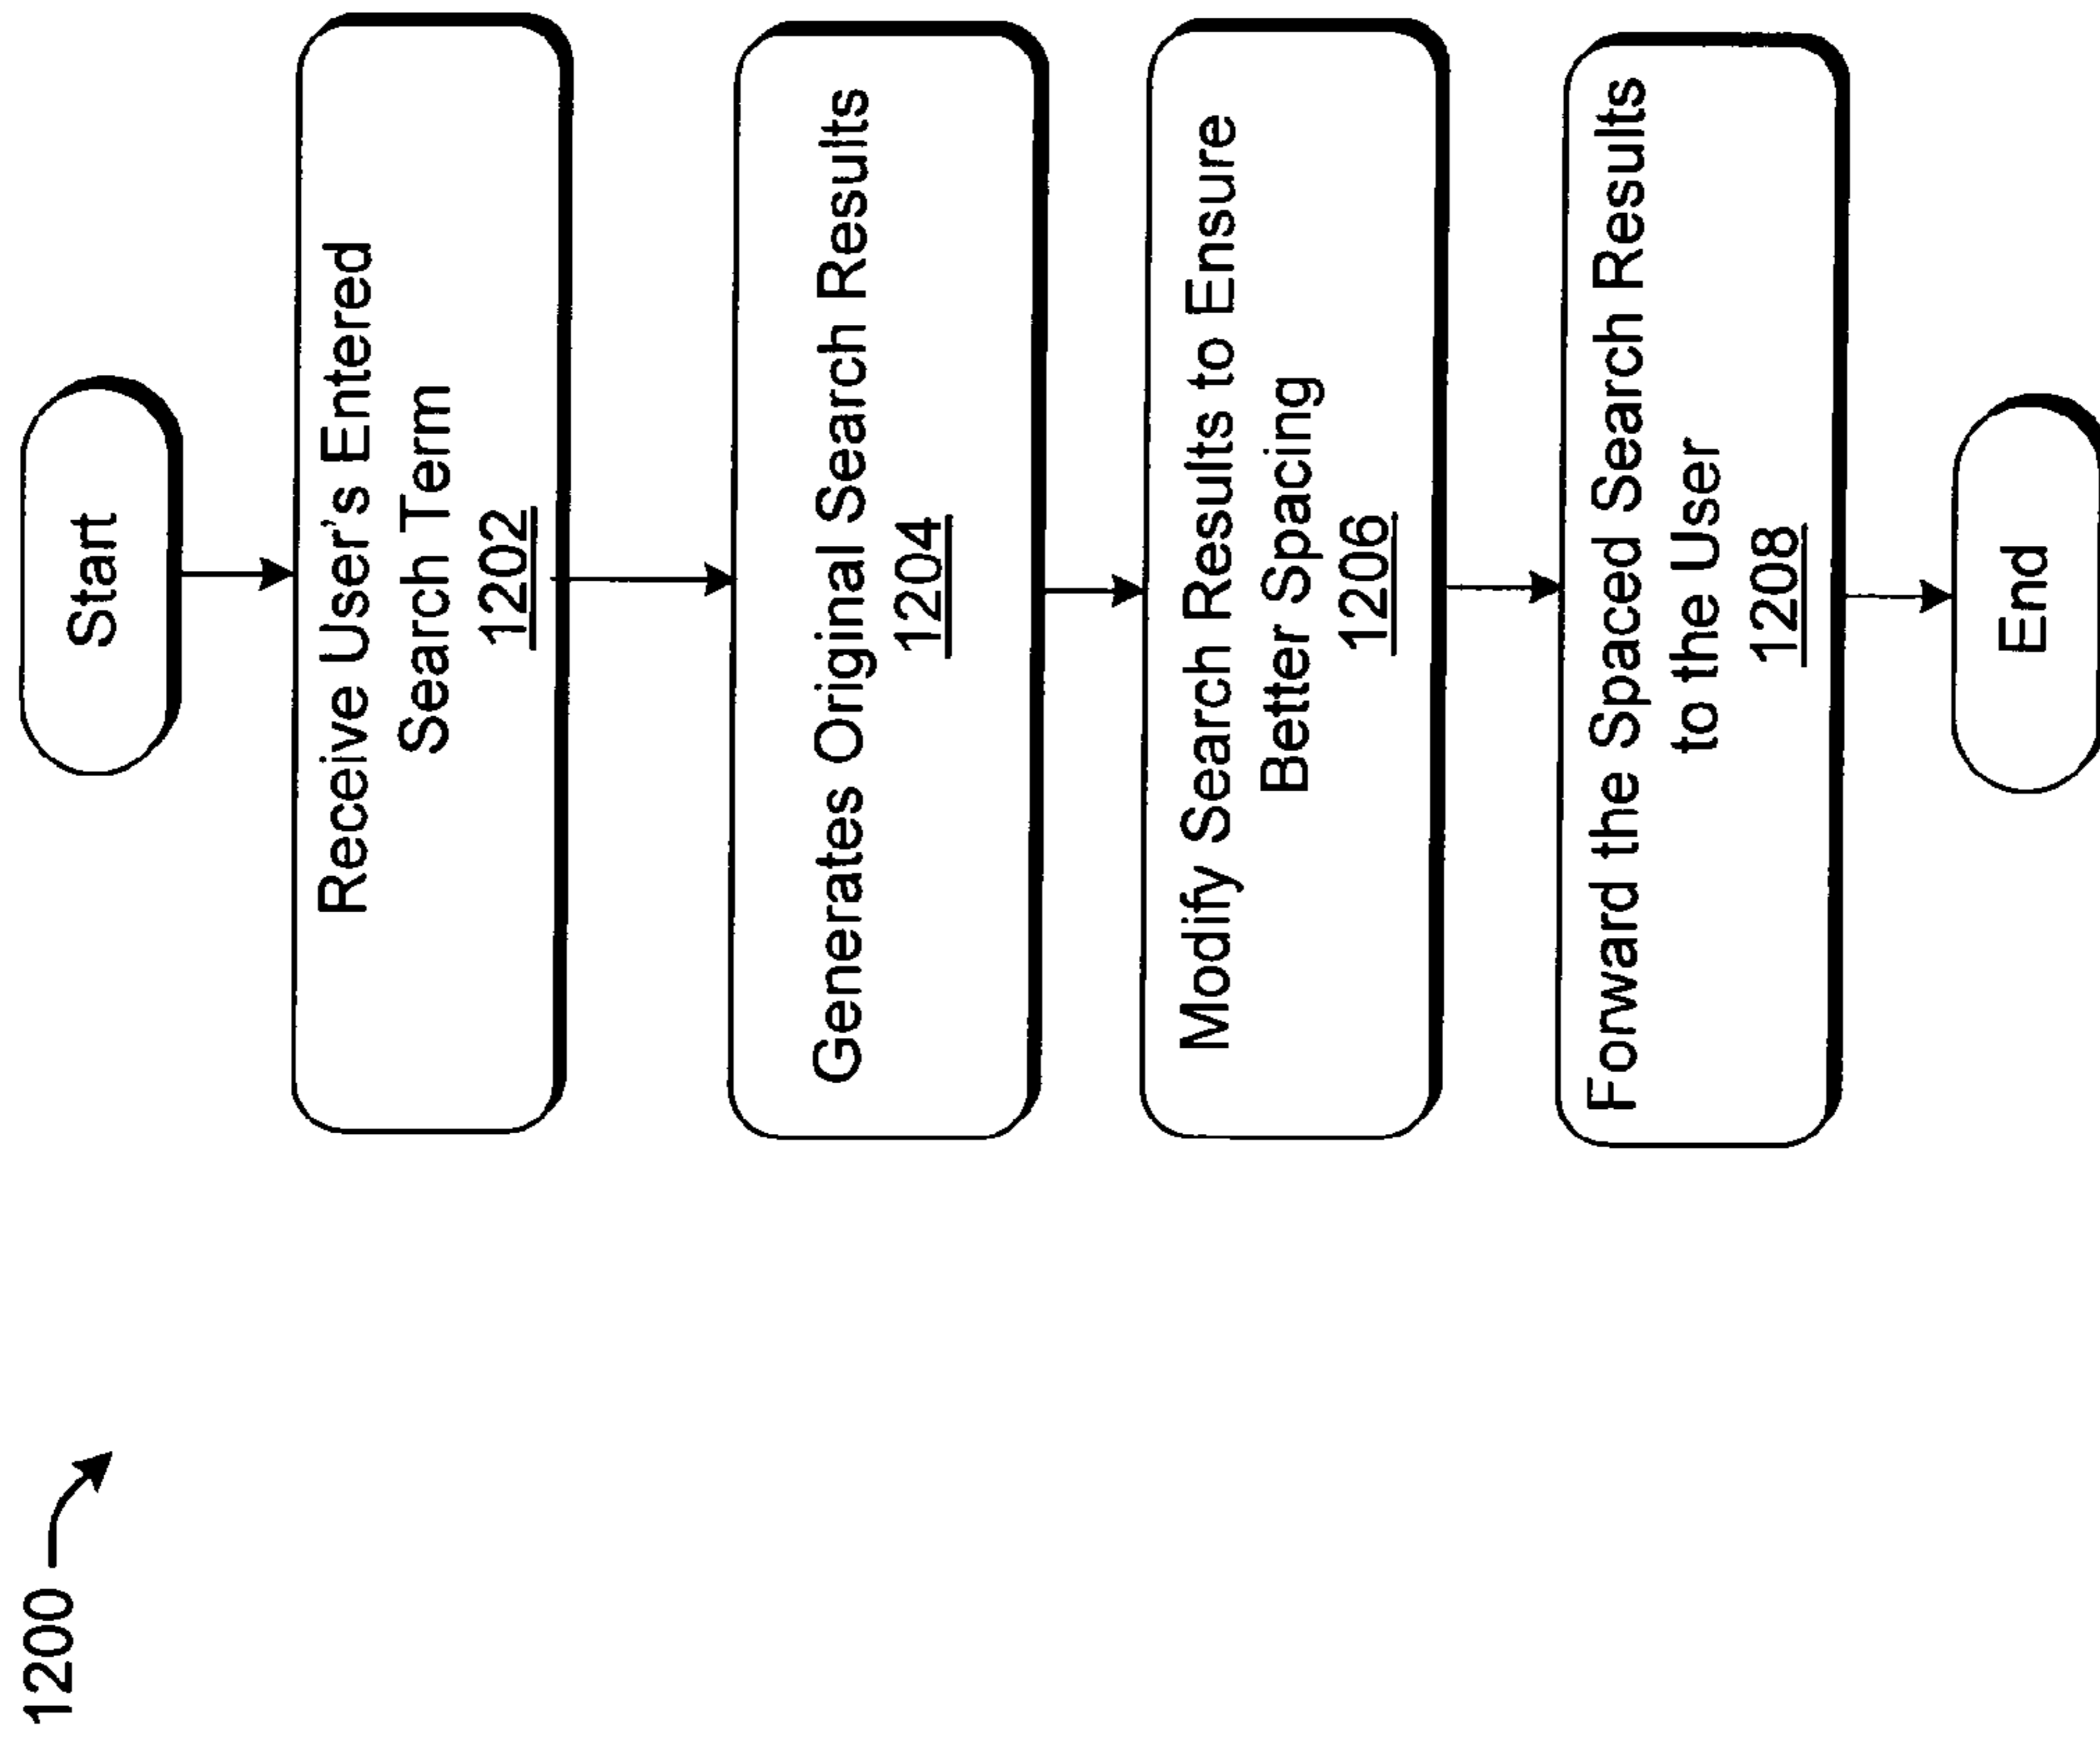 1200
Start
Receive User's Entered
Search Term
1202
Generates Original Search Results
1204
Modify Search Results to Ensure
Better Spacing
1206
Forward the Spaced Search Results
to the User
1208
End